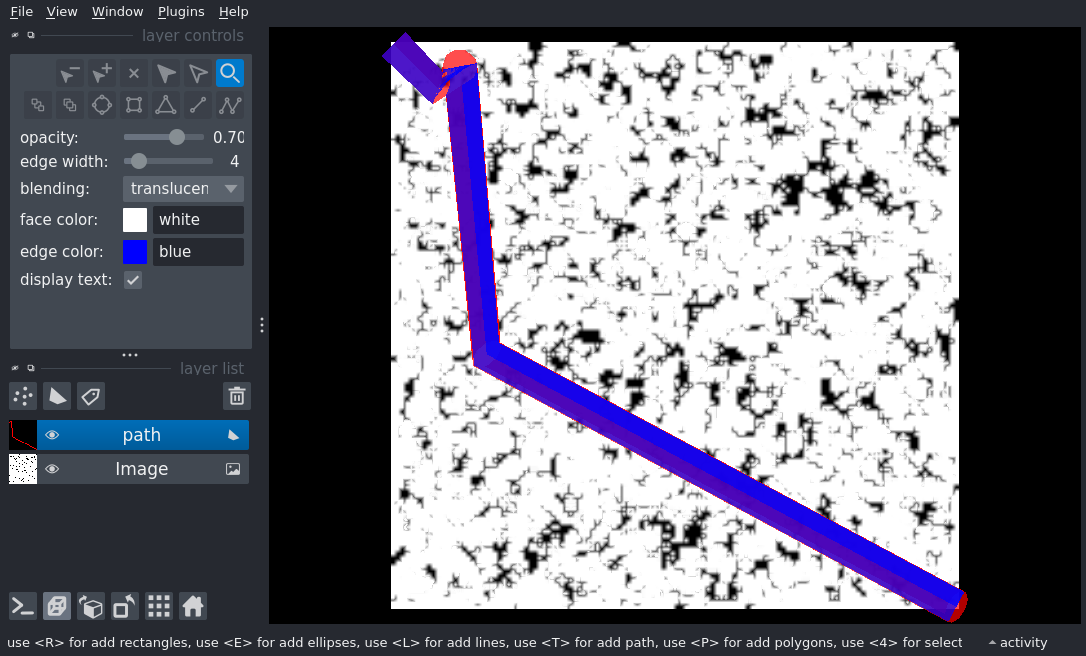 File View Window Plugins Help
layer controls
opacity: 0.70
edge width: 4
blending: translucen
face color: white
edge color: blue
display text:
layer list
path
Image
use <R> for add rectangles, use <E> for add ellipses, use <L> for add lines, use <T> for add path, use <P> for add polygons, use <4> for select
activity